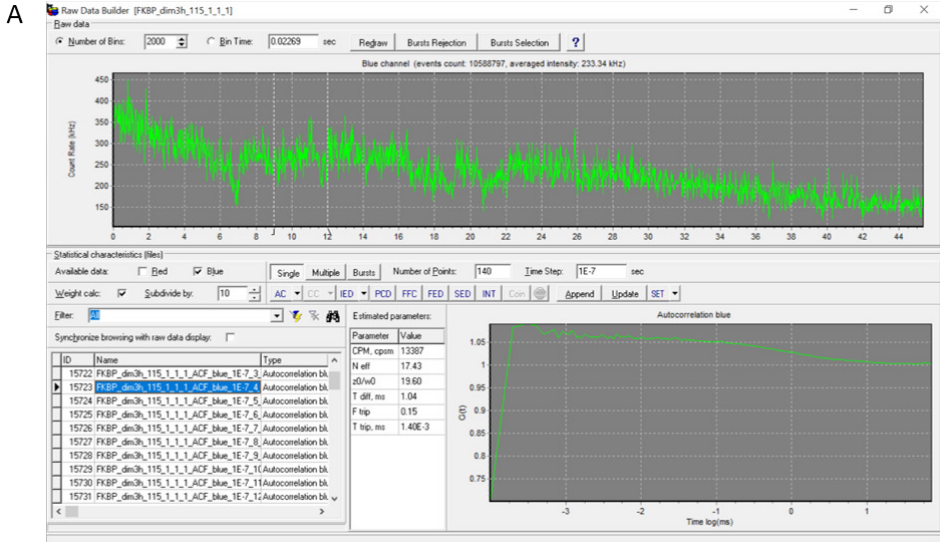 A
Raw Data Builder [FKBP_dim3h_115_1_1_1]
Raw data
Number of Bins: 2000 Bin Time: 0.02269 sec Redraw Bursts Rejection Bursts Selection ?
Blue channel (events count: 10588797, averaged intensity: 233.34 kHz)
Count Rate (kHz)
450
400
350
300
250
200
150
0 2 4 6 8 10 12 14 16 18 20 22 24 26 28 30 32 34 36 38 40 42 44
Statistical characteristics (files)
Available data: Red Blue Single Multiple Bursts Number of Points: 140 Time Step: 1E-7 sec
Weight calc: Subdivide by: 10 AC CC IED PCD FFC FED SED INT Con Append Update SET
Filter: All
Synchronize browsing with raw data display:
ID Name Type
15722 FKBP_dim3h_115_1_1_1_ACF_blue_1E-7_3_ Autocorrelation blu
15723 FKBP_dim3h_115_1_1_1_ACF_blue_1E-7_4_ Autocorrelation blu
15724 FKBP_dim3h_115_1_1_1_ACF_blue_1E-7_5_ Autocorrelation blu
15725 FKBP_dim3h_115_1_1_1_ACF_blue_1E-7_6_ Autocorrelation blu
15726 FKBP_dim3h_115_1_1_1_ACF_blue_1E-7_7_ Autocorrelation blu
15727 FKBP_dim3h_115_1_1_1_ACF_blue_1E-7_8_ Autocorrelation blu
15728 FKBP_dim3h_115_1_1_1_ACF_blue_1E-7_9_ Autocorrelation blu
15729 FKBP_dim3h_115_1_1_1_ACF_blue_1E-7_10 Autocorrelation blu
15730 FKBP_dim3h_115_1_1_1_ACF_blue_1E-7_11 Autocorrelation blu
15731 FKBP_dim3h_115_1_1_1_ACF_blue_1E-7_12 Autocorrelation blu
Estimated parameters:
Parameter Value
CPM, cpsm 13387
N eff 17.43
z0/w0 19.60
T diff, ms 1.04
F trip 0.15
T trip, ms 1.40E-3
Autocorrelation blue
G(t)
1.05
1
0.95
0.9
0.85
0.8
0.75
-3 -2 -1 0 1
Time log(ms)